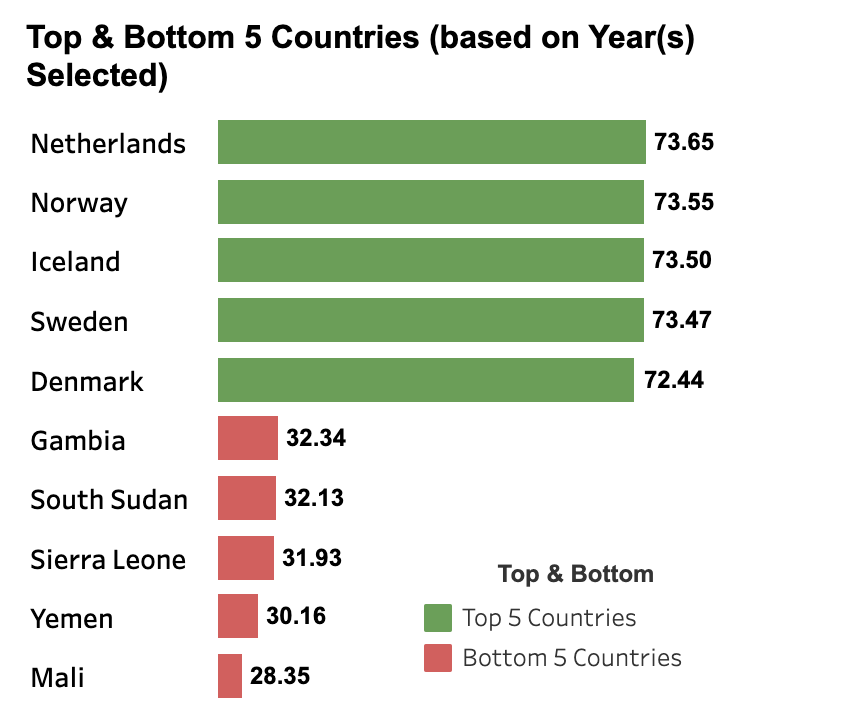 Top & Bottom 5 Countries (based on Year(s)
Selected)
Netherlands 73.65
Norway 73.55
Iceland 73.50
Sweden 73.47
Denmark 72.44
Gambia 32.34
South Sudan 32.13
Sierra Leone 31.93
Yemen 30.16
Mali 28.35
Top & Bottom
Top 5 Countries
Bottom 5 Countries